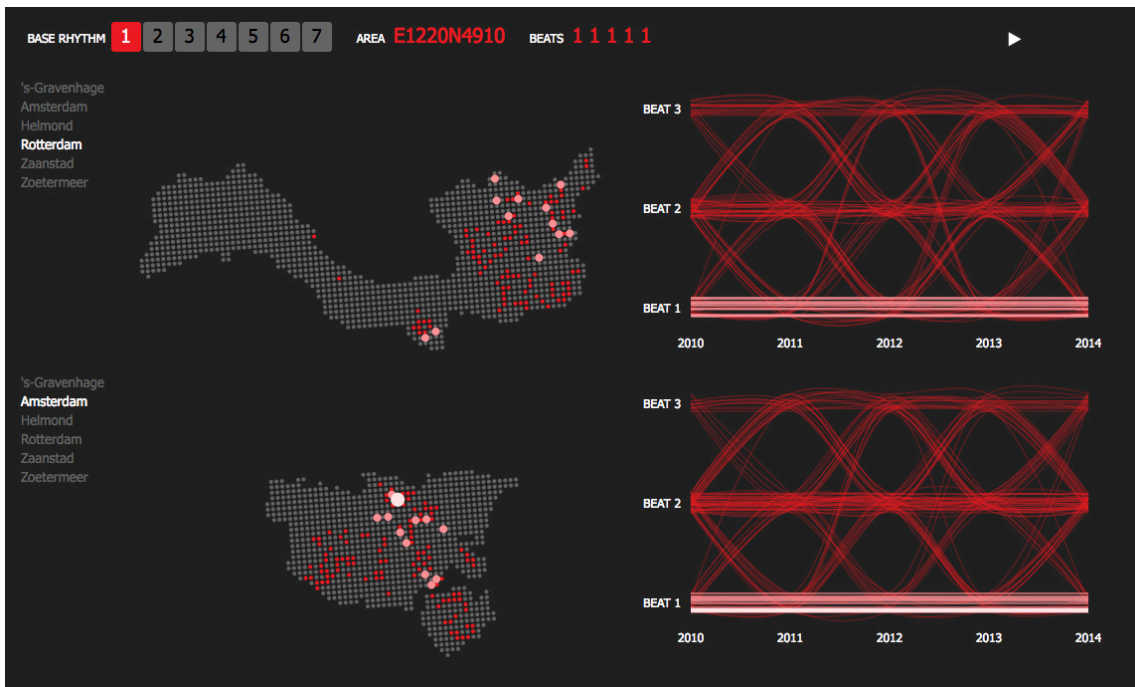 BASE RHYTHM 1 2 3 4 5 6 7 AREA E1220N4910 BEATS 1 1 1 1 1
's-Gravenhage
Amsterdam
Helmond
Rotterdam
Zaanstad
Zoetermeer
BEAT 3
BEAT 2
BEAT 1
2010 2011 2012 2013 2014
's-Gravenhage
Amsterdam
Helmond
Rotterdam
Zaanstad
Zoetermeer
BEAT 3
BEAT 2
BEAT 1
2010 2011 2012 2013 2014